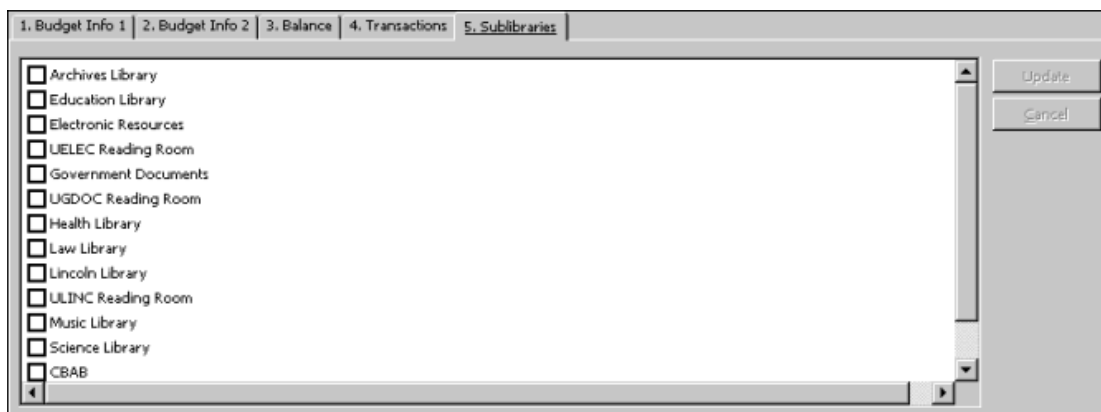 1. Budget Info 1 2. Budget Info 2 3. Balance 4. Transactions 5. Sublibraries
Archives Library
Update
Education Library
Cancel
Electronic Resources
UELEC Reading Room
Government Documents
UGDOC Reading Room
Health Library
Law Library
Lincoln Library
ULINC Reading Room
Music Library
Science Library
CBAB